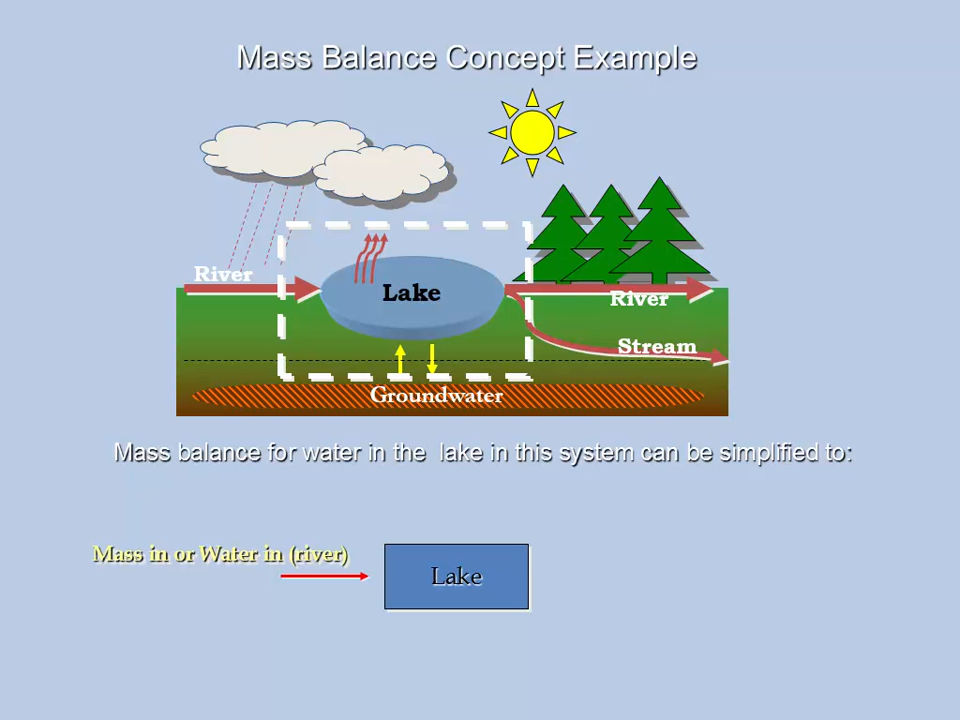 Mass Balance Concept Example
River
Lake
River
Stream
Groundwater
Mass balance for water in the lake in this system can be simplified to:
Mass in or Water in (river)
Lake